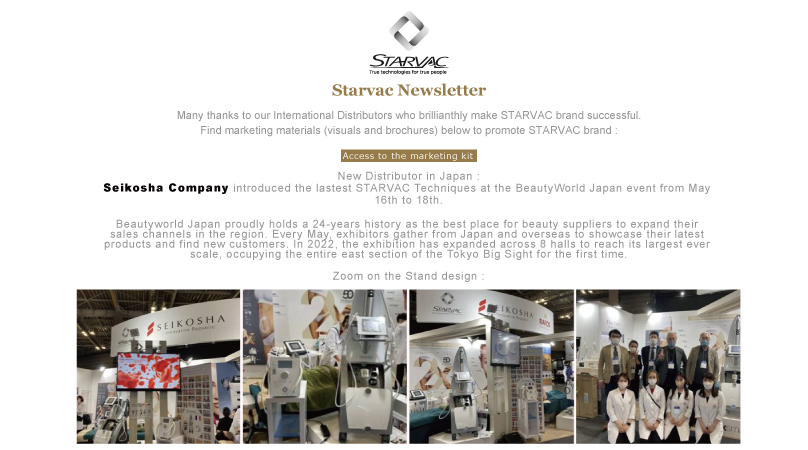 STARVAC
True technologies for true people
Starvac Newsletter
Many thanks to our International Distributors who brillianthly make STARVAC brand successful.
Find marketing materials (visuals and brochures) below to promote STARVAC brand :
Access to the marketing kit
New Distributor in Japan :
Seikosha Company introduced the lastest STARVAC Techniques at the BeautyWorld Japan event from May
16th to 18th.
Beautyworld Japan proudly holds a 24-years history as the best place for beauty suppliers to expand their
sales channels in the region. Every May, exhibitors gather from Japan and overseas to showcase their latest
products and find new customers. In 2022, the exhibition has expanded across 8 halls to reach its largest ever
scale, occupying the entire east section of the Tokyo Big Sight for the first time.
Zoom on the Stand design :
SEIKOSHA
50
STARVAC
SEIKOSHA